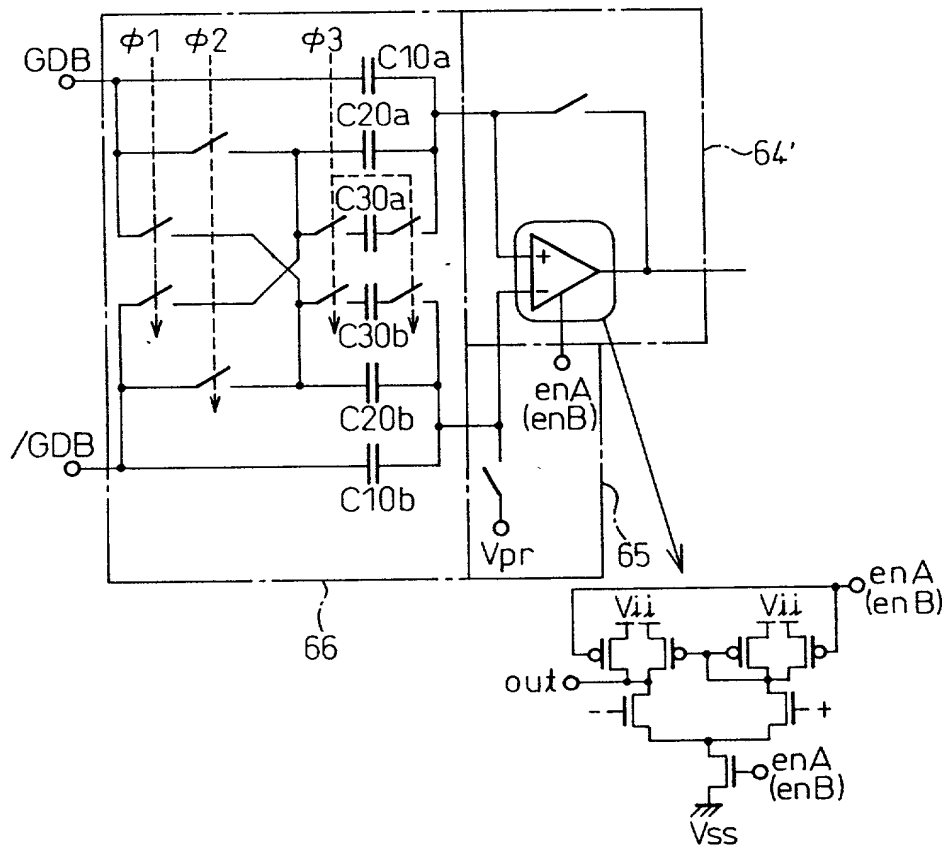 ϕ1
ϕ2
ϕ3
GDB
C10a
C20a
C30a
C30b
C20b
C10b
/GDB
+
−
enA
(enB)
64'
65
66
Vpr
enA
(enB)
Vii
Vii
out
−
+
enA
(enB)
Vss